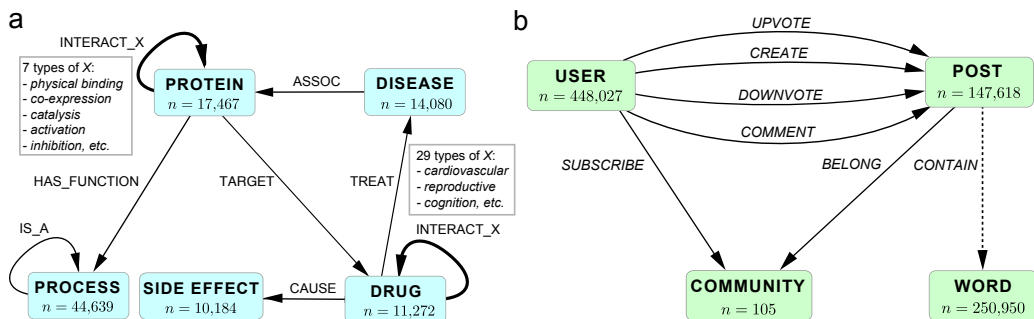 a
INTERACT_X
7 types of X:
- physical binding
- co-expression
- catalysis
- activation
- inhibition, etc.
PROTEIN
n = 17,467
ASSOC
DISEASE
n = 14,080
HAS_FUNCTION
TARGET
TREAT
29 types of X:
- cardiovascular
- reproductive
- cognition, etc.
INTERACT_X
IS_A
PROCESS
n = 44,639
SIDE EFFECT
n = 10,184
CAUSE
DRUG
n = 11,272
b
USER
n = 448,027
UPVOTE
CREATE
DOWNVOTE
COMMENT
POST
n = 147,618
SUBSCRIBE
BELONG
CONTAIN
COMMUNITY
n = 105
WORD
n = 250,950